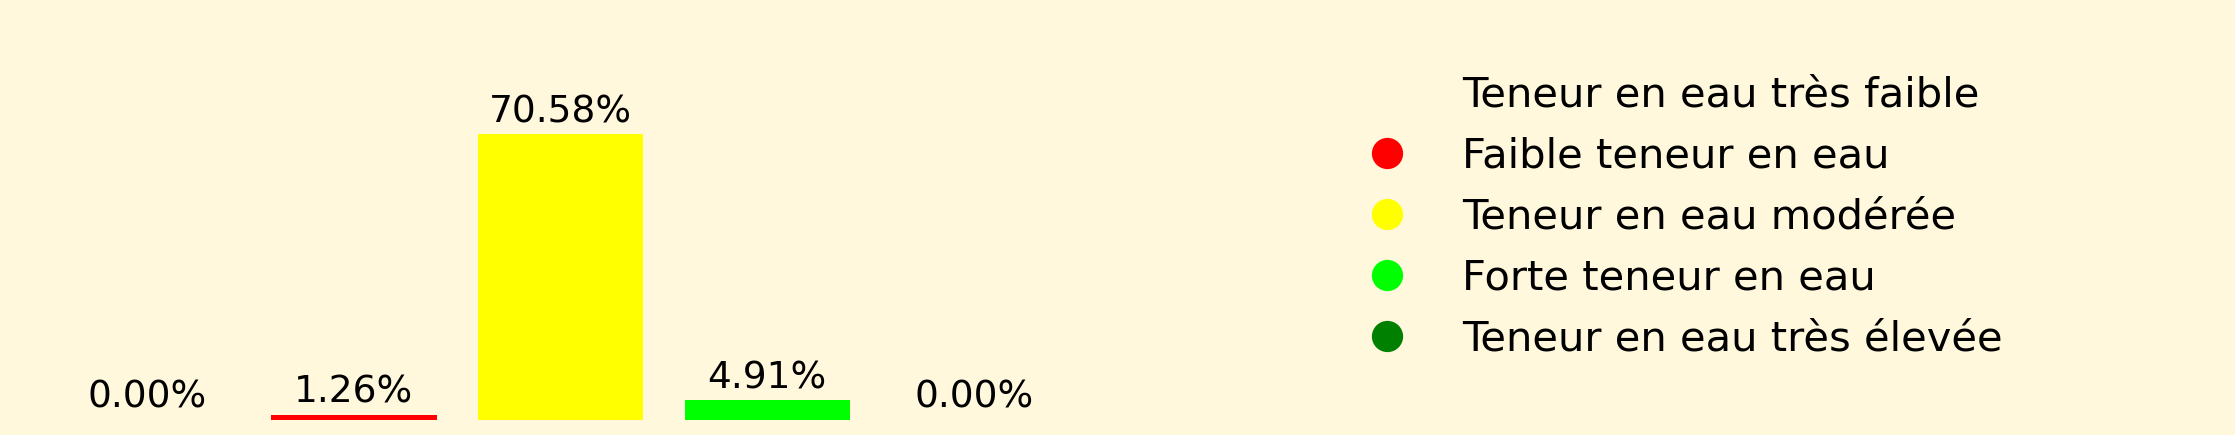 0.00%
1.26%
70.58%
4.91%
0.00%
Teneur en eau très faible
Faible teneur en eau
Teneur en eau modérée
Forte teneur en eau
Teneur en eau très élevée